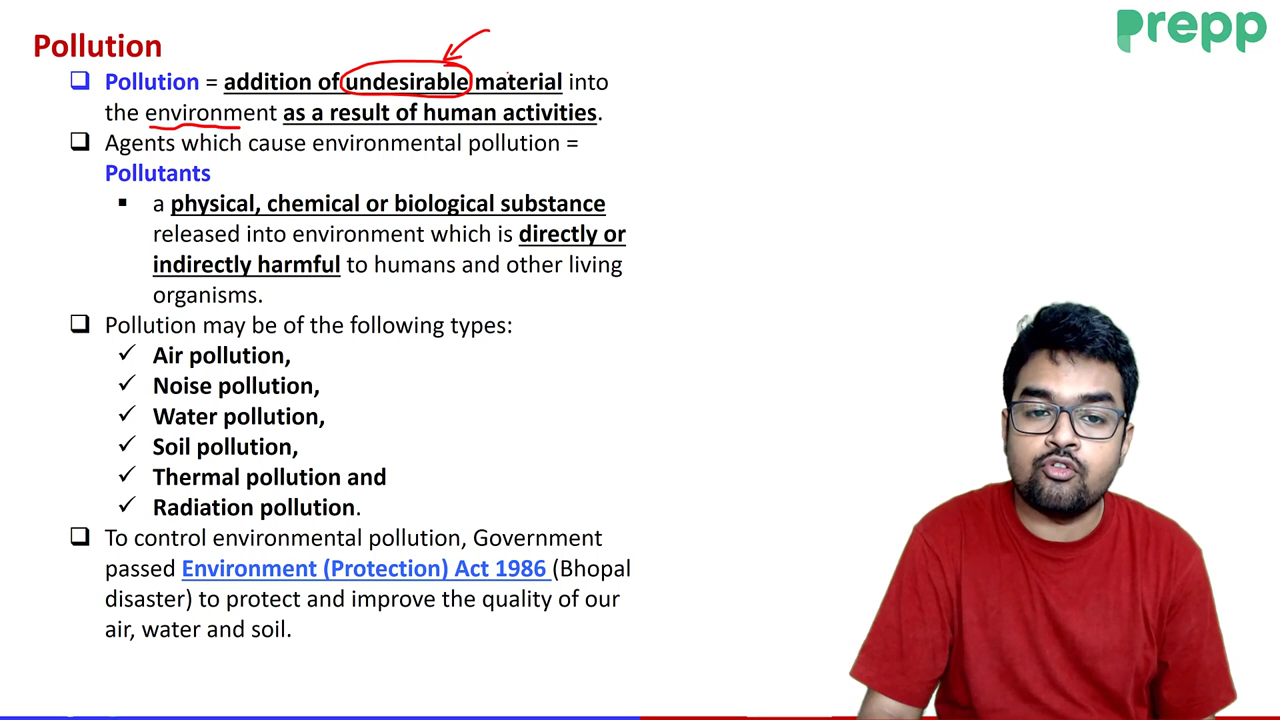 prepp
Pollution
Pollution = addition of undesirable material into
the environment as a result of human activities.
Agents which cause environmental pollution =
Pollutants
a physical, chemical or biological substance
released into environment which is directly or
indirectly harmful to humans and other living
organisms.
Pollution may be of the following types:
Air pollution,
Noise pollution,
Water pollution,
Soil pollution,
Thermal pollution and
Radiation pollution.
To control environmental pollution, Government
passed Environment (Protection) Act 1986 (Bhopal
disaster) to protect and improve the quality of our
air, water and soil.